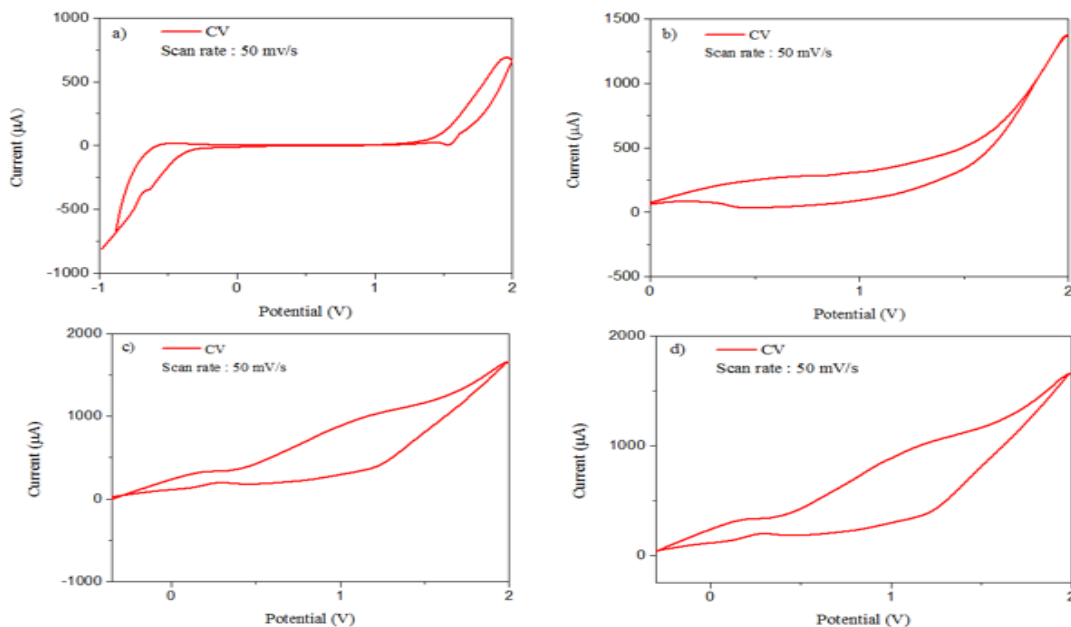 a)
CV
Scan rate : 50 mv/s
1000
500
0
-500
-1000
Current (µA)
-1
0
1
2
Potential (V)
b)
CV
Scan rate : 50 mV/s
1500
1000
500
0
-500
Current (µA)
0
1
2
Potential (V)
c)
CV
Scan rate : 50 mV/s
2000
1000
0
-1000
Current (µA)
0
1
2
Potential (V)
d)
CV
Scan rate : 50 mV/s
2000
1000
0
Current (µA)
0
1
2
Potential (V)